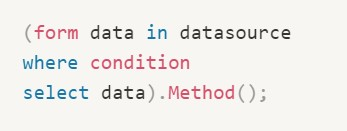 (form data in datasource
where condition
select data).Method();